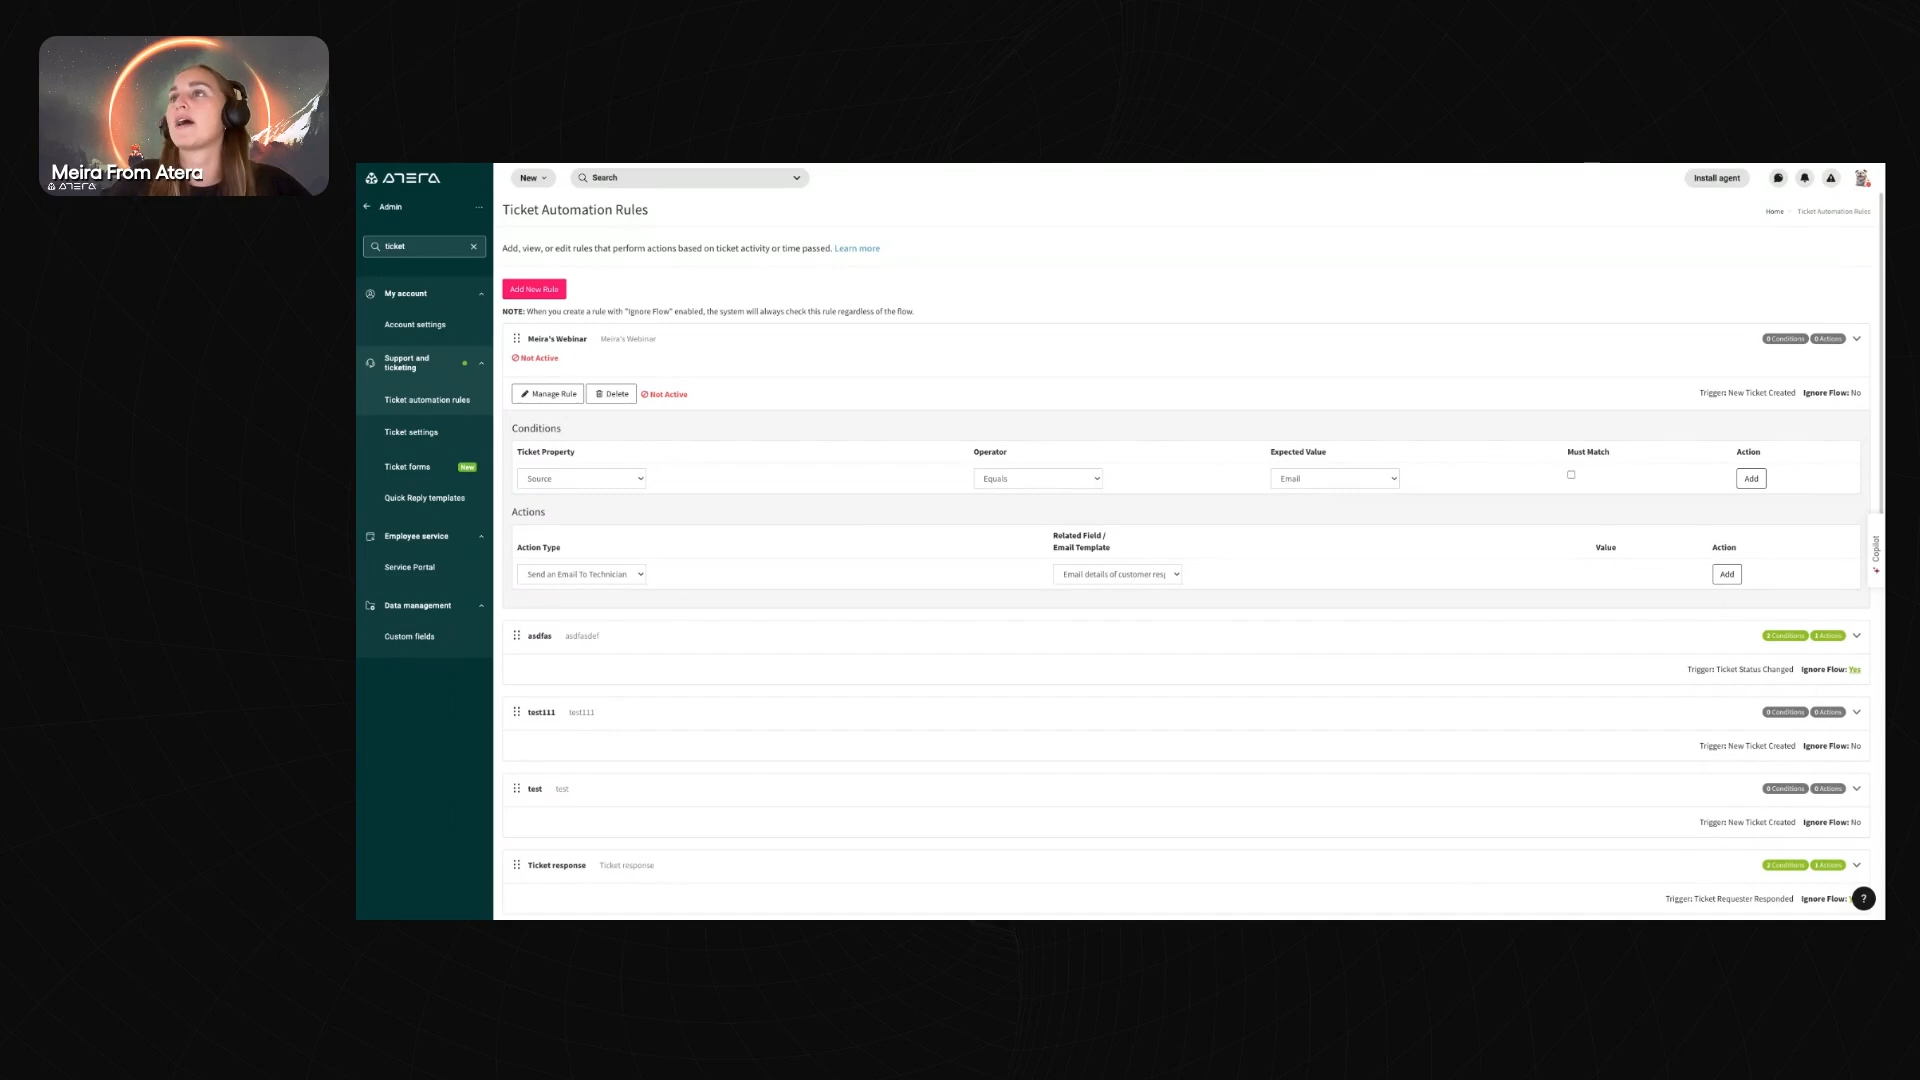 Meira From Atera
ATERA
ATERA
New
Search
Install agent
Admin
...
Ticket Automation Rules
Home
Ticket Automation Rules
ticket
Add, view, or edit rules that perform actions based on ticket activity or time passed. Learn more
My account
Add New Rule
NOTE: When you create a rule with "Ignore Flow" enabled, the system will always check this rule regardless of the flow.
Account settings
Meira's Webinar Meira's Webinar
0 Conditions 0 Actions
Not Active
Support and
ticketing
Manage Rule
Delete
Not Active
Trigger: New Ticket Created Ignore Flow: No
Ticket automation rules
Conditions
Ticket settings
Ticket Property
Operator
Expected Value
Must Match
Action
Ticket forms New
Source
Equals
Email
Add
Quick Reply templates
Actions
Employee service
Related Field /
Email Template
Action Type
Value
Action
Copilot
Service Portal
Send an Email To Technician
Email details of customer resp
Add
Data management
Custom fields
asdfas asdfasdef
2 Conditions 1 Actions
Trigger: Ticket Status Changed Ignore Flow: Yes
test111 test111
0 Conditions 0 Actions
Trigger: New Ticket Created Ignore Flow: No
test test
0 Conditions 0 Actions
Trigger: New Ticket Created Ignore Flow: No
Ticket response Ticket response
2 Conditions 1 Actions
Trigger: Ticket Requester Responded Ignore Flow:
?